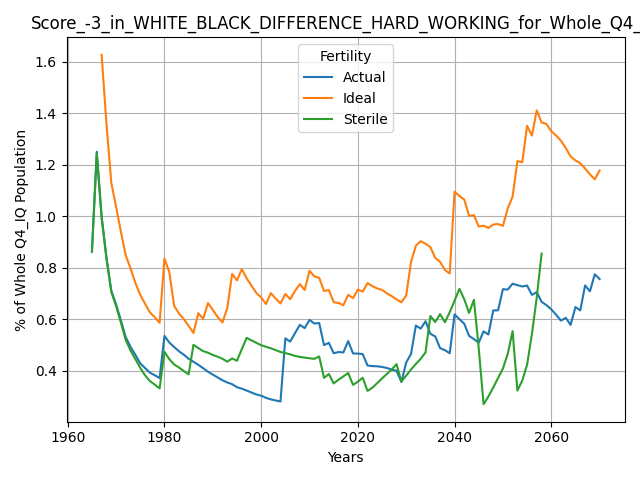 Score_-3_in_WHITE_BLACK_DIFFERENCE_HARD_WORKING_for_Whole_Q4_
Fertility
Actual
Ideal
Sterile
% of Whole Q4_IQ Population
1.6
1.4
1.2
1.0
0.8
0.6
0.4
1960 1980 2000 2020 2040 2060
Years